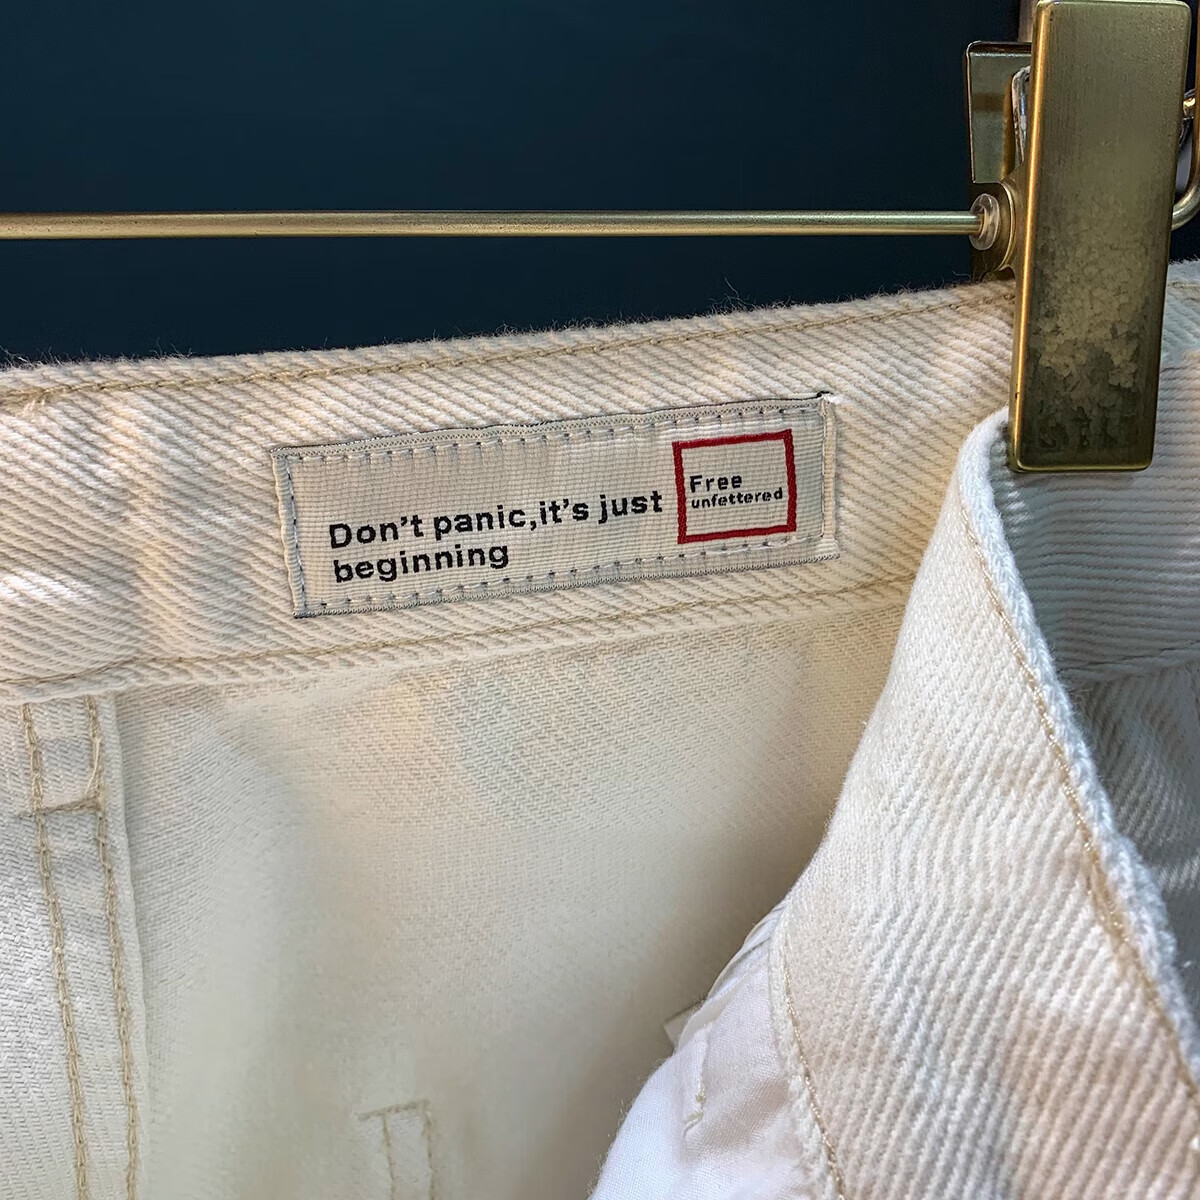 Don't panic,it's just
beginning
Free
unfettered